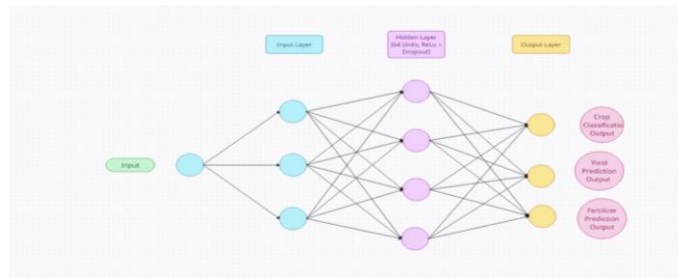 Input Layer
Hidden Layer
(64 Units, ReLu +
Dropout)
Output Layer
Input
Crop
Classificatio
Output
Yield
Prediction
Output
Fertilizer
Prediction
Output